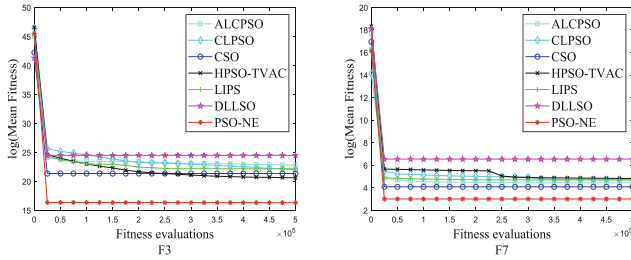 50
45
40
35
30
25
20
15
log(Mean Fitness)
ALCPSO
CLPSO
CSO
HPSO-TVAC
LIPS
DLLSO
PSO-NE
0 0.5 1 1.5 2 2.5 3 3.5 4 4.5 5
×10⁵
Fitness evaluations
F3
20
18
16
14
12
10
8
6
4
2
log(Mean Fitness)
ALCPSO
CLPSO
CSO
HPSO-TVAC
LIPS
DLLSO
PSO-NE
0 0.5 1 1.5 2 2.5 3 3.5 4 4.5 5
×10⁵
Fitness evaluations
F7